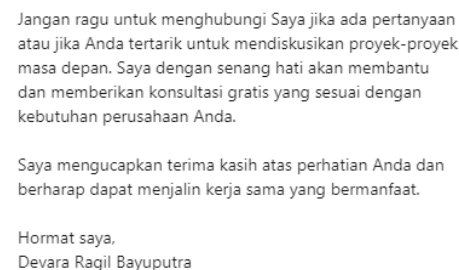 Jangan ragu untuk menghubungi Saya jika ada pertanyaan
atau jika Anda tertarik untuk mendiskusikan proyek-proyek
masa depan. Saya dengan senang hati akan membantu
dan memberikan konsultasi gratis yang sesuai dengan
kebutuhan perusahaan Anda.
Saya mengucapkan terima kasih atas perhatian Anda dan
berharap dapat menjalin kerja sama yang bermanfaat.
Hormat saya,
Devara Ragil Bayuputra